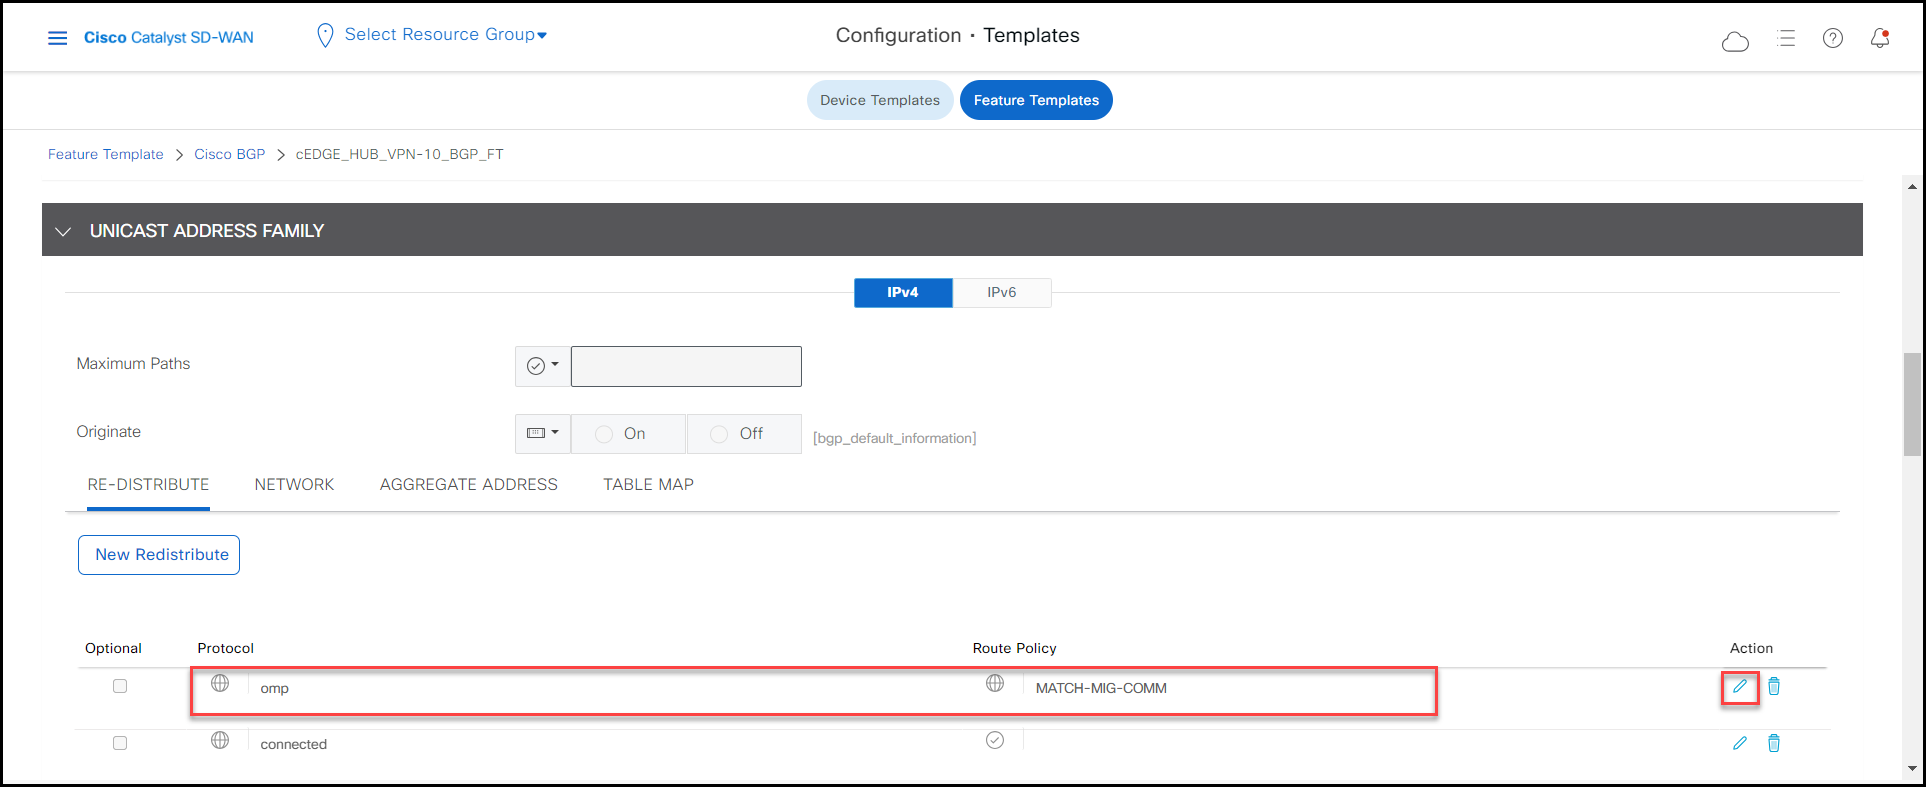 Cisco Catalyst SD-WAN
Select Resource Group
Configuration · Templates
Device Templates
Feature Templates
Feature Template > Cisco BGP > cEDGE_HUB_VPN-10_BGP_FT
UNICAST ADDRESS FAMILY
IPv4
IPv6
Maximum Paths
Originate
On
Off
[bgp_default_information]
RE-DISTRIBUTE
NETWORK
AGGREGATE ADDRESS
TABLE MAP
New Redistribute
Optional
Protocol
Route Policy
Action
omp
MATCH-MIG-COMM
connected